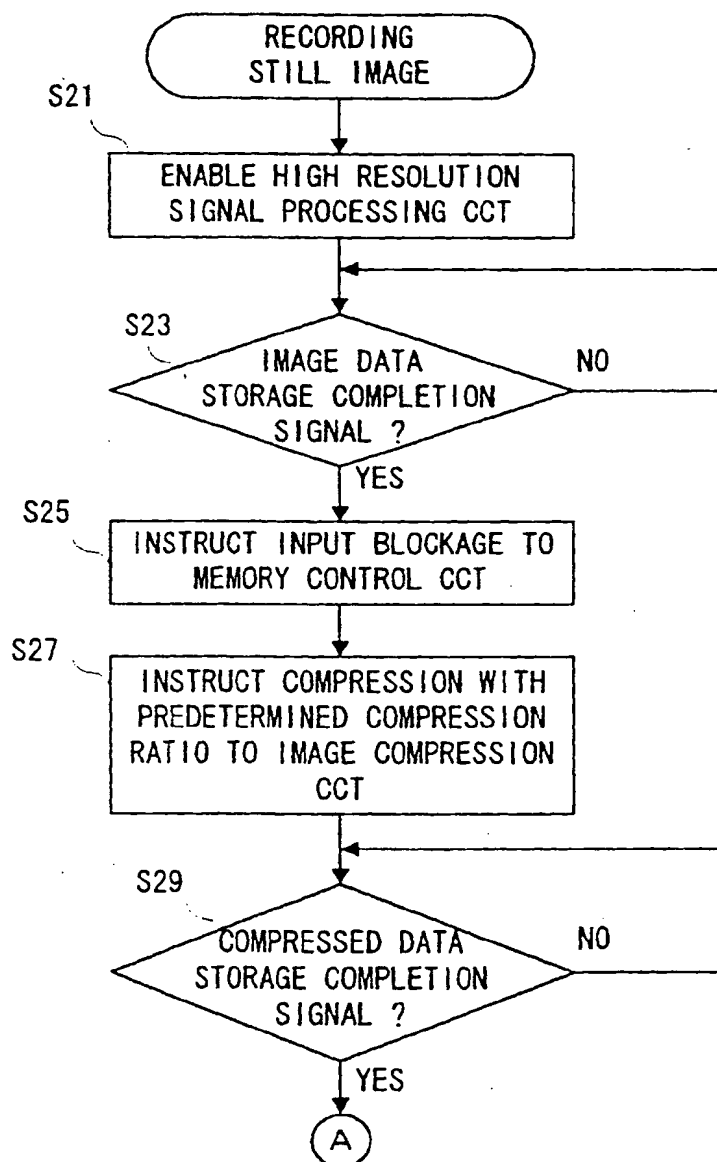 RECORDING
STILL IMAGE
S21
ENABLE HIGH RESOLUTION
SIGNAL PROCESSING CCT
S23
IMAGE DATA
STORAGE COMPLETION
SIGNAL ?
NO
YES
S25
INSTRUCT INPUT BLOCKAGE TO
MEMORY CONTROL CCT
S27
INSTRUCT COMPRESSION WITH
PREDETERMINED COMPRESSION
RATIO TO IMAGE COMPRESSION
CCT
S29
COMPRESSED DATA
STORAGE COMPLETION
SIGNAL ?
NO
YES
A